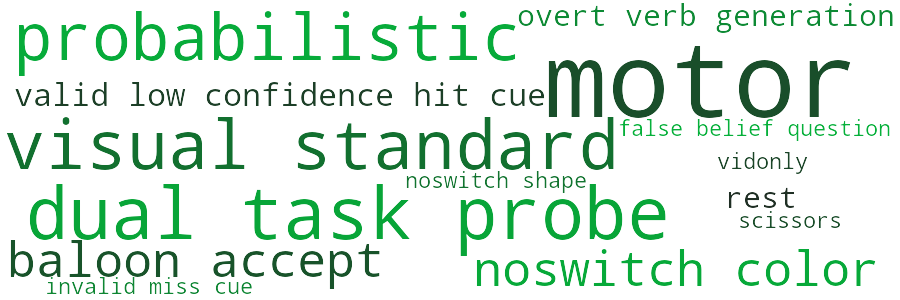 probabilistic
overt verb generation
motor
valid low confidence hit cue
visual standard
false belief question
vidonly
noswitch shape
dual task probe
rest
scissors
baloon accept
noswitch color
invalid miss cue